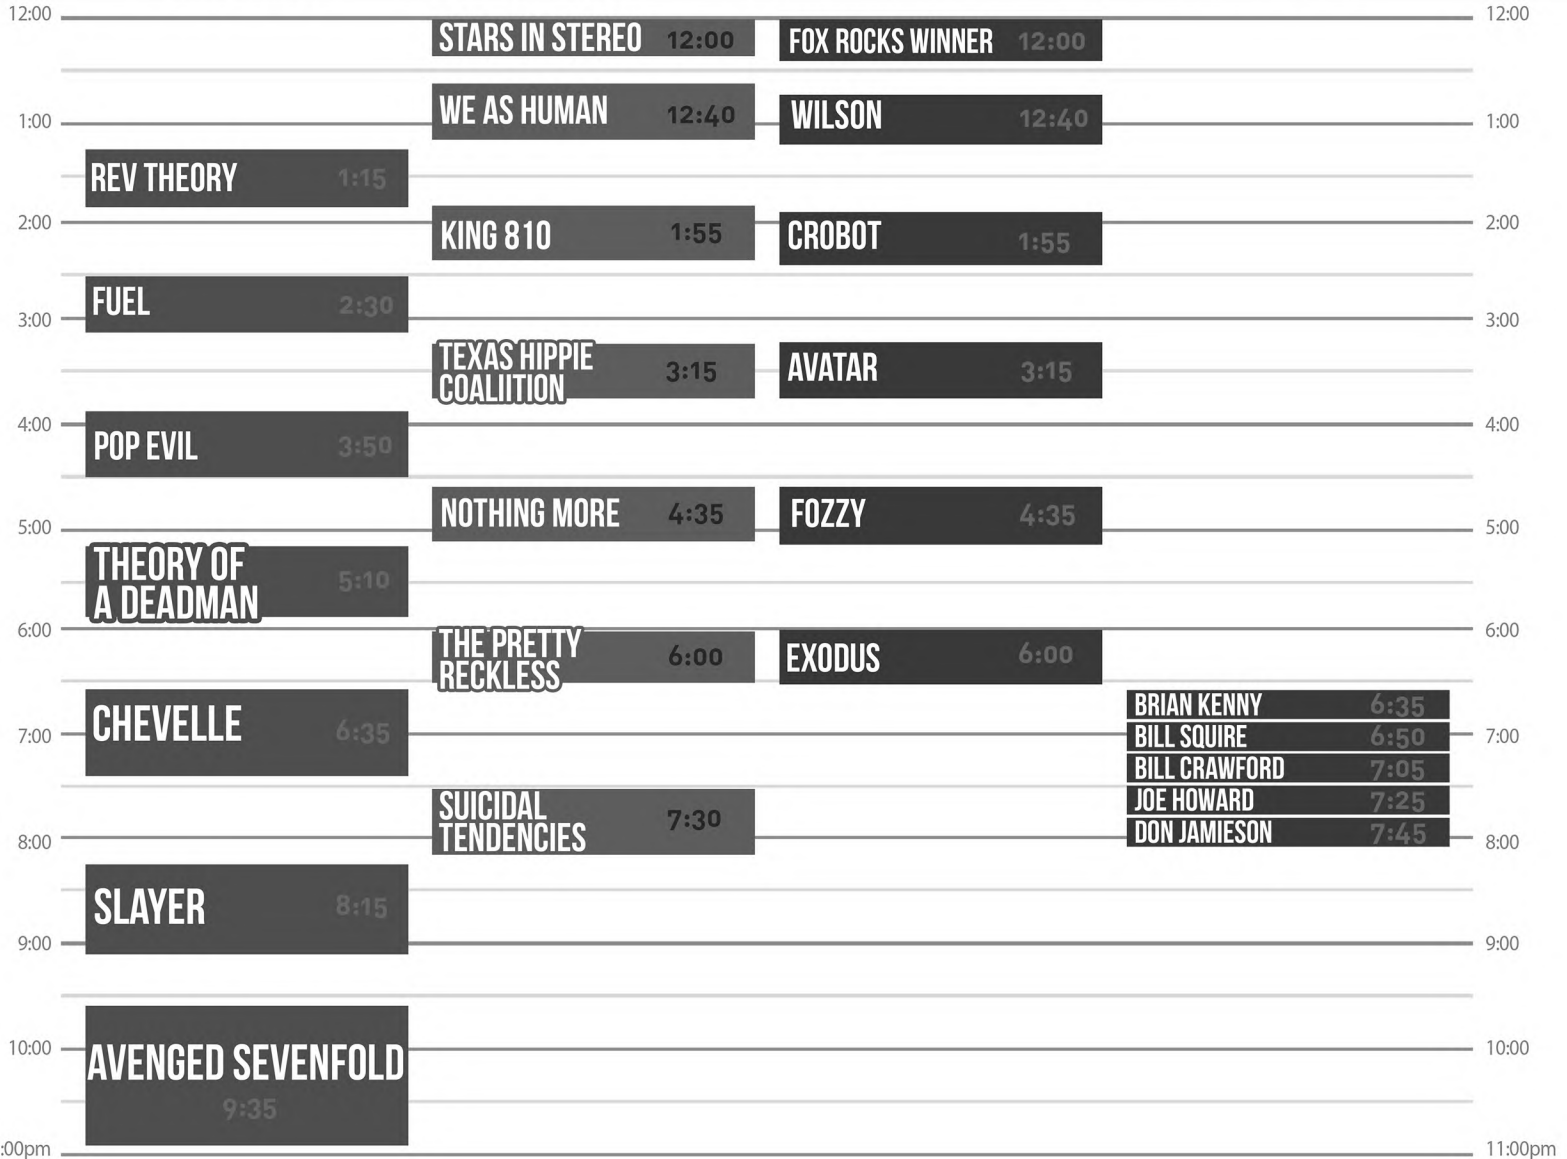 12:00
12:00
STARS IN STEREO 12:00
FOX ROCKS WINNER 12:00
WE AS HUMAN 12:40
WILSON 12:40
1:00
1:00
REV THEORY 1:15
2:00
2:00
KING 810 1:55
CROBOT 1:55
FUEL 2:30
3:00
3:00
TEXAS HIPPIE
COALIITION
3:15
AVATAR 3:15
4:00
4:00
POP EVIL 3:50
NOTHING MORE 4:35
FOZZY 4:35
5:00
5:00
THEORY OF
A DEADMAN
5:10
6:00
6:00
THE PRETTY
RECKLESS
6:00
EXODUS 6:00
CHEVELLE 6:35
BRIAN KENNY 6:35
7:00
7:00
BILL SQUIRE 6:50
BILL CRAWFORD 7:05
JOE HOWARD 7:25
DON JAMIESON 7:45
SUICIDAL
TENDENCIES
7:30
8:00
8:00
SLAYER 8:15
9:00
9:00
10:00
10:00
AVENGED SEVENFOLD
9:35
:00pm
11:00pm